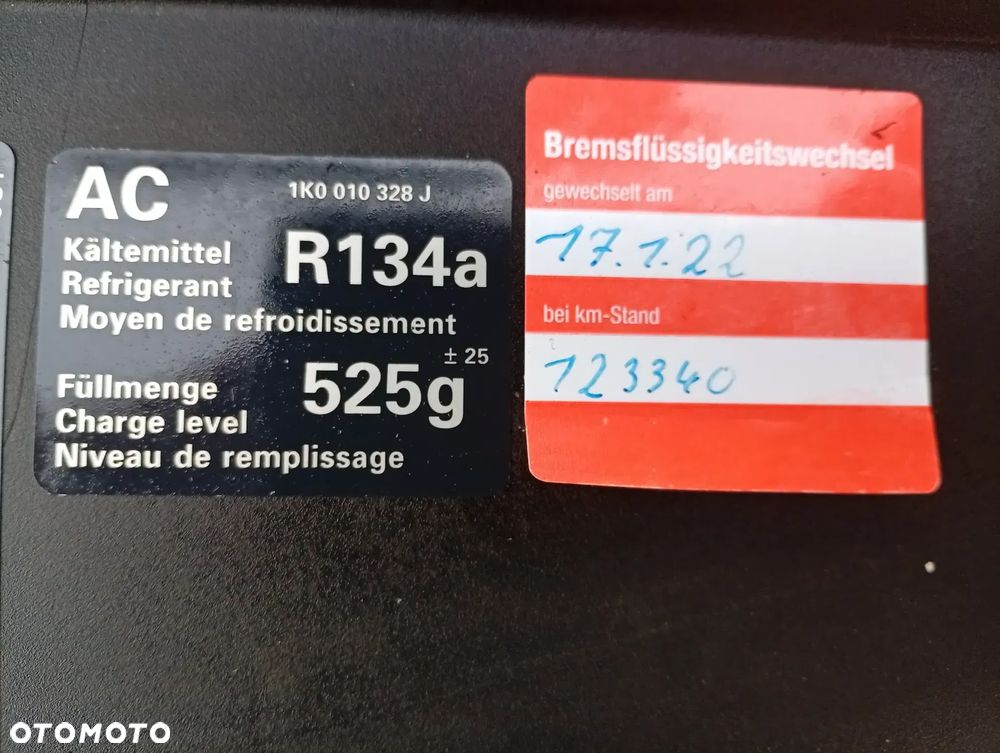 AC
1K0 010 328 J
Kältemittel
Refrigerant
R134a
Moyen de refroidissement
Füllmenge
Charge level
525g
± 25
Niveau de remplissage
Bremsflüssigkeitswechsel
gewechselt am
17.1.22
bei km-Stand
123340
OTOMOTO